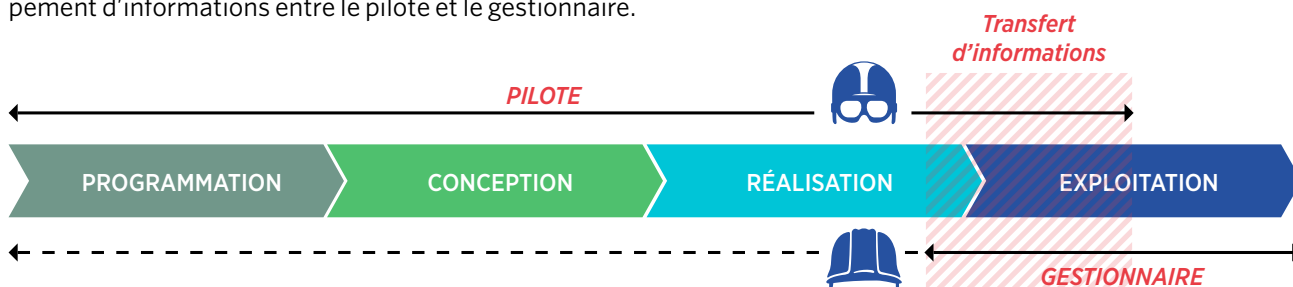 pement d'informations entre le pilote et le gestionnaire.
Transfert
d'informations
PILOTE
PROGRAMMATION
CONCEPTION
RÉALISATION
EXPLOITATION
GESTIONNAIRE